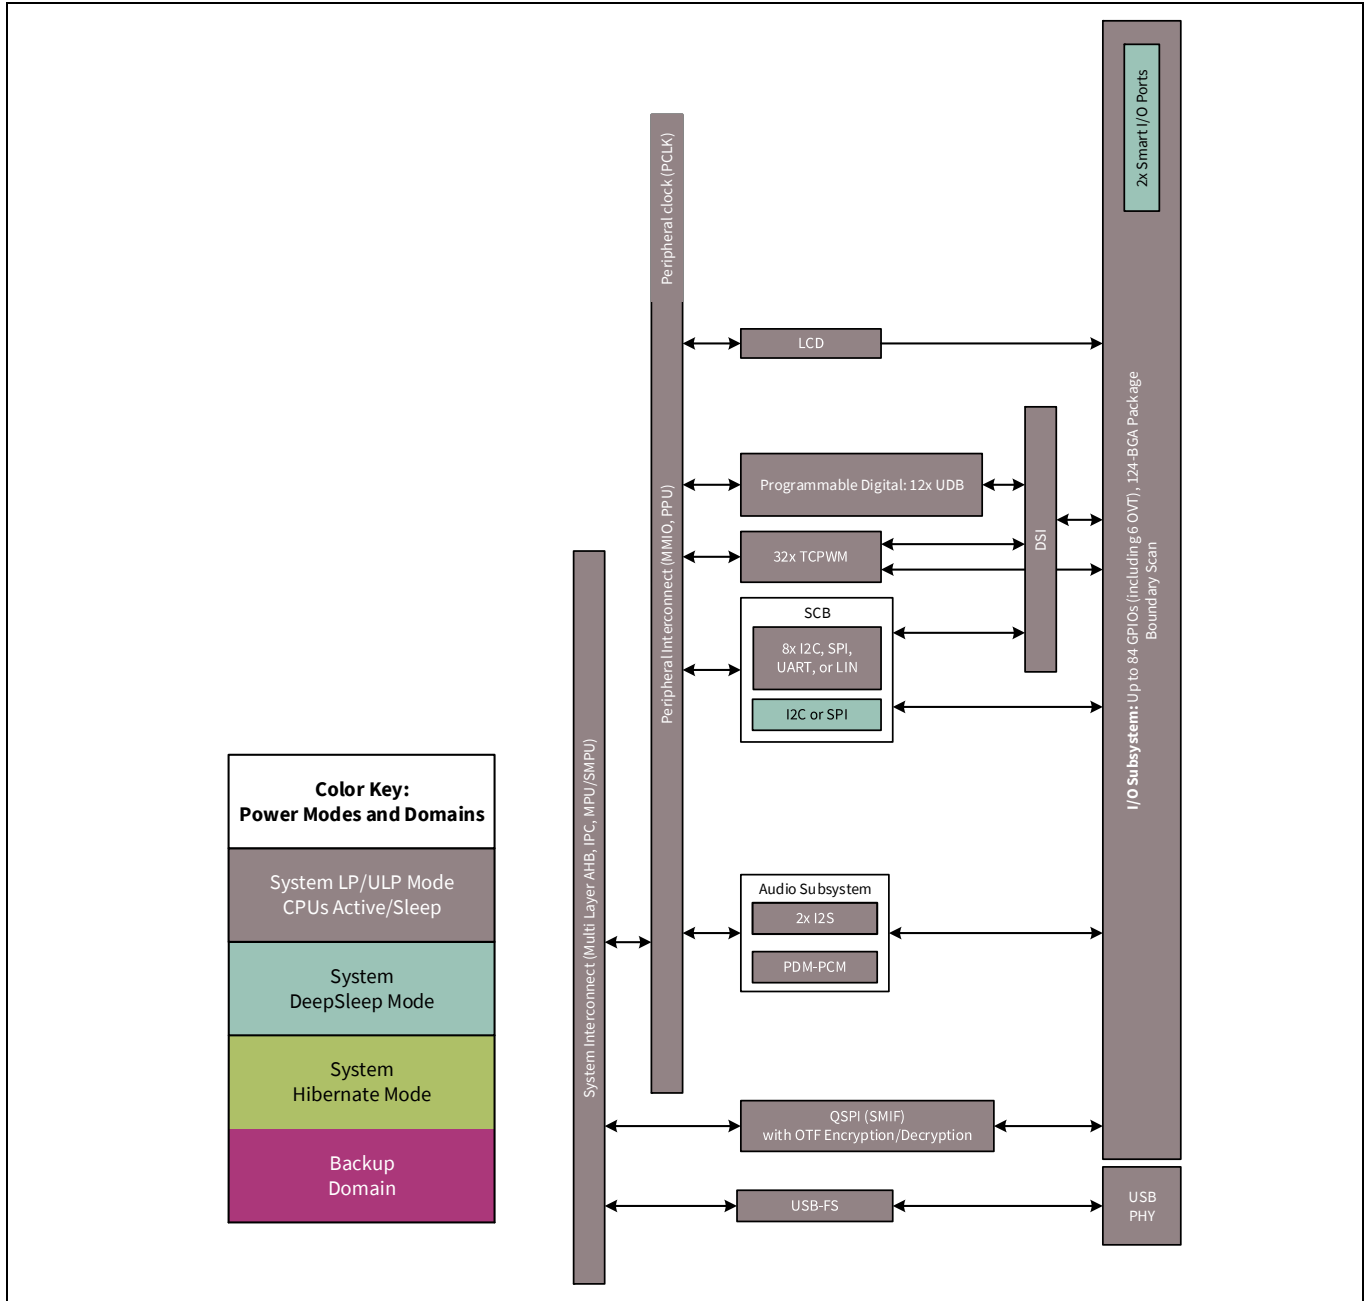 2x Smart I/O Ports
Peripheral clock (PCLK)
LCD
Programmable Digital: 12x UDB
DSI
32x TCPWM
SCB
8x I2C, SPI,
UART, or LIN
I2C or SPI
Peripheral Interconnect (MMIO, PPU)
I/O Subsystem: Up to 84 GPIOs (including 6 OVT), 124-BGA Package
Boundary Scan
System Interconnect (Multi Layer AHB, IPC, MPU/SMPU)
Color Key:
Power Modes and Domains
System LP/ULP Mode
CPUs Active/Sleep
System
DeepSleep Mode
System
Hibernate Mode
Backup
Domain
Audio Subsystem
2x I2S
PDM-PCM
QSPI (SMIF)
with OTF Encryption/Decryption
USB-FS
USB
PHY